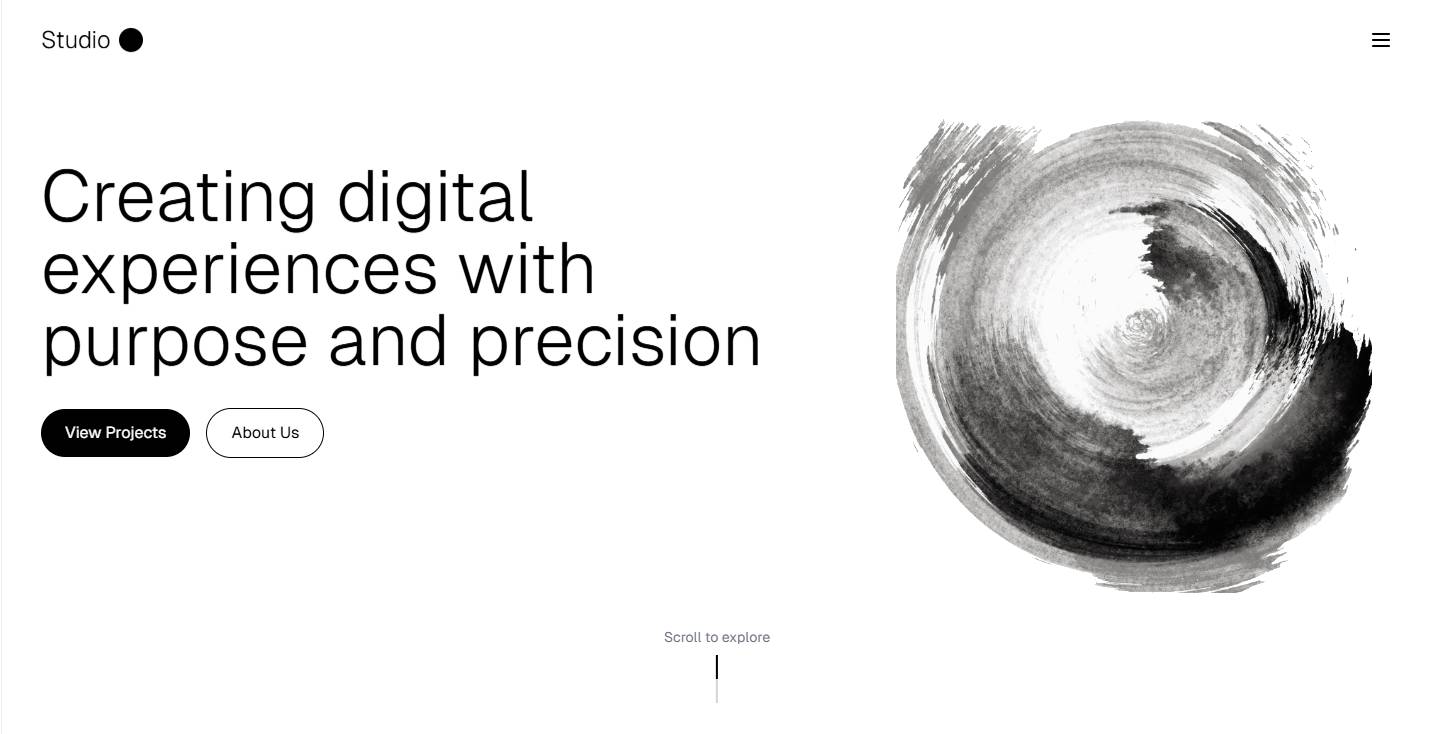 Studio
Creating digital
experiences with
purpose and precision
View Projects
About Us
Scroll to explore